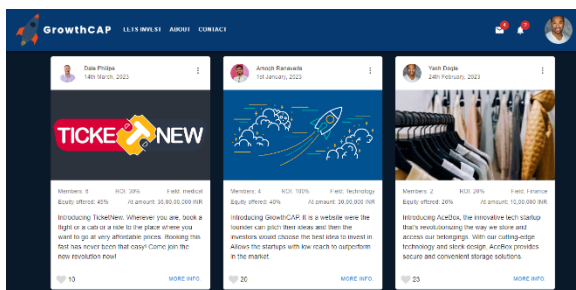 GrowthCAP LETS INVEST ABOUT CONTACT
Dale Philips
14th March, 2023
TICKET NEW
Members: 6 ROI: 30% Field: medical
Equity offered: 45% At amount: 30,00,00,000 INR
Introducing TicketNew. Wherever you are, book a
flight or a cab or a ride to the place where you
want to go at very affordable prices. Booking this
fast has never been that easy! Come join the
new revolution now!
10 MORE INFO.
Amogh Ranavade
1st January, 2023
Members: 4 ROI: 100% Field: Technology
Equity offered: 40% At amount: 30,00,000 INR
Introducing GrowthCAP. It is a website were the
founder can pitch their ideas and then the
investors would choose the best idea to invest in
Allows the startups with low reach to outperform
in the market.
20 MORE INFO.
Yash Dagle
24th February, 2023
Members: 2 ROI: 20% Field: Finance
Equity offered: 20% At amount: 10,00,000 INR
Introducing AceBox, the innovative tech startup
that's revolutionizing the way we store and
access our belongings. With our cutting-edge
technology and sleek design, AceBox provides
secure and convenient storage solutions.
23 MORE INFO.